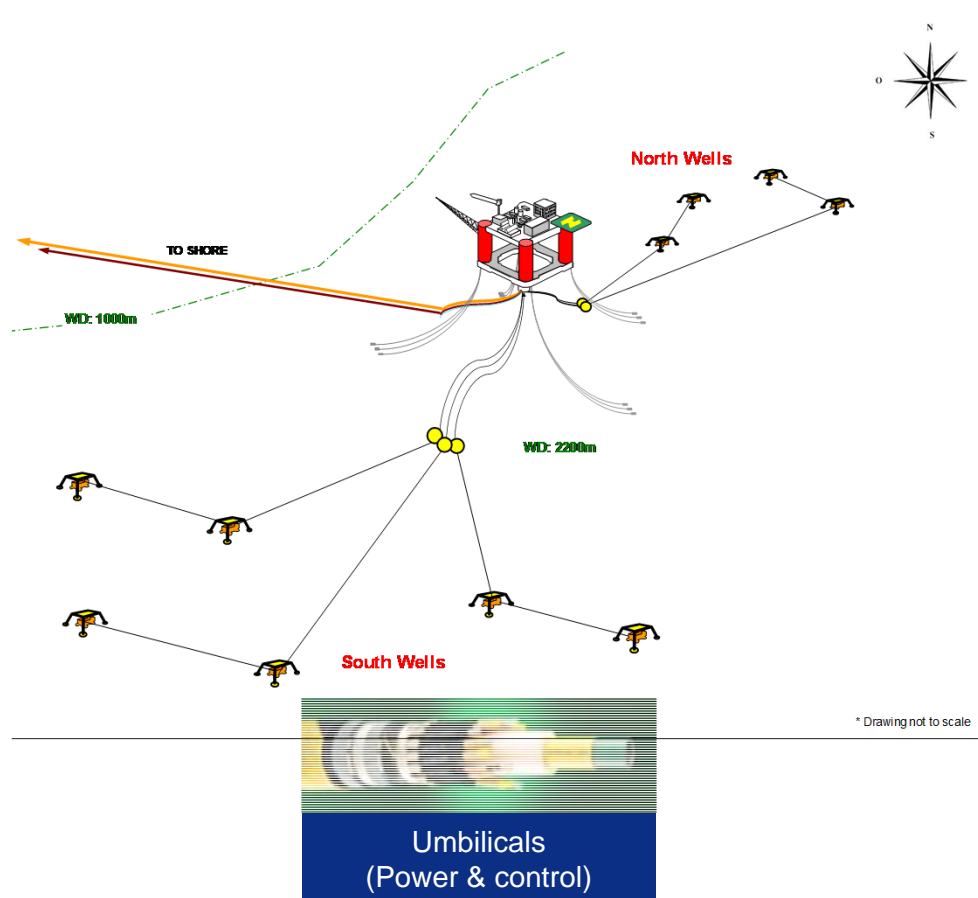 N
O
S
North Wells
TO SHORE
WD: 1000m
WD: 2200m
South Wells
* Drawing not to scale
Umbilicals
(Power & control)